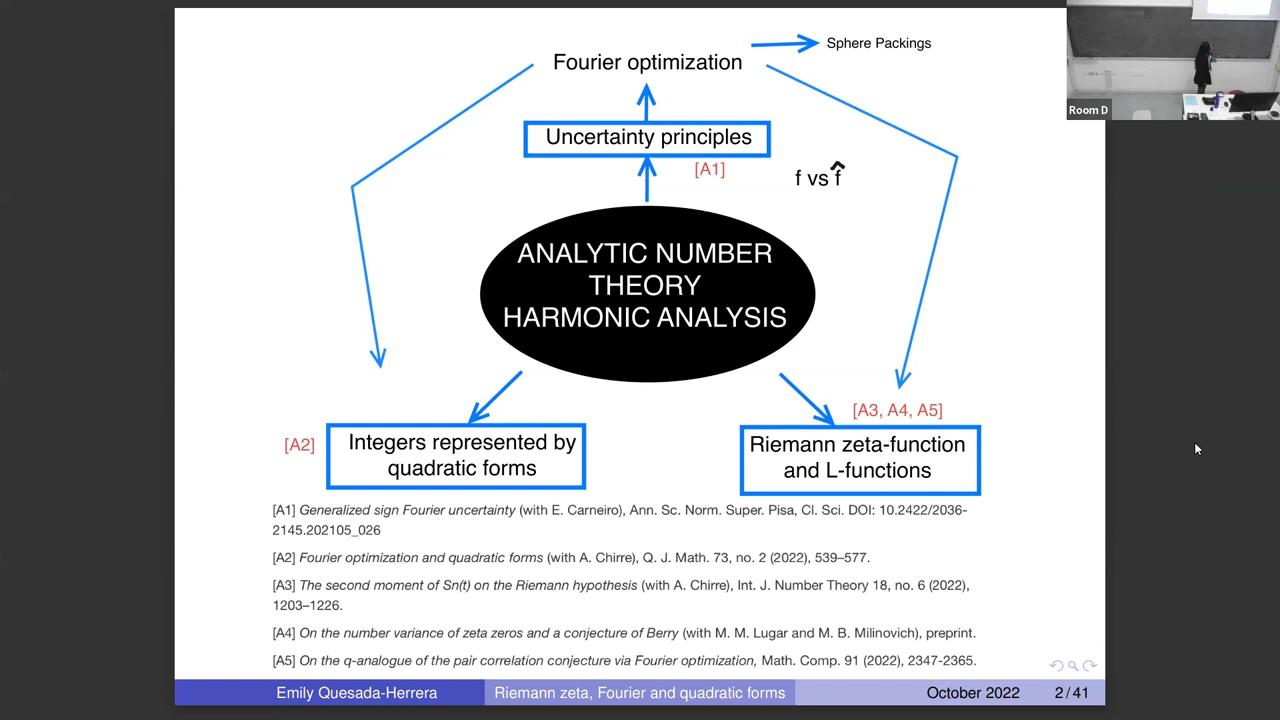 Sphere Packings
Fourier optimization
Room D
Uncertainty principles
[A1]
f vs f̂
ANALYTIC NUMBER
THEORY
HARMONIC ANALYSIS
[A3, A4, A5]
[A2]
Integers represented by
quadratic forms
Riemann zeta-function
and L-functions
[A1] Generalized sign Fourier uncertainty (with E. Carneiro), Ann. Sc. Norm. Super. Pisa, Cl. Sci. DOI: 10.2422/2036-
2145.202105_026
[A2] Fourier optimization and quadratic forms (with A. Chirre), Q. J. Math. 73, no. 2 (2022), 539–577.
[A3] The second moment of Sn(t) on the Riemann hypothesis (with A. Chirre), Int. J. Number Theory 18, no. 6 (2022),
1203–1226.
[A4] On the number variance of zeta zeros and a conjecture of Berry (with M. M. Lugar and M. B. Milinovich), preprint.
[A5] On the q-analogue of the pair correlation conjecture via Fourier optimization, Math. Comp. 91 (2022), 2347-2365.
Emily Quesada-Herrera
Riemann zeta, Fourier and quadratic forms
October 2022
2/41